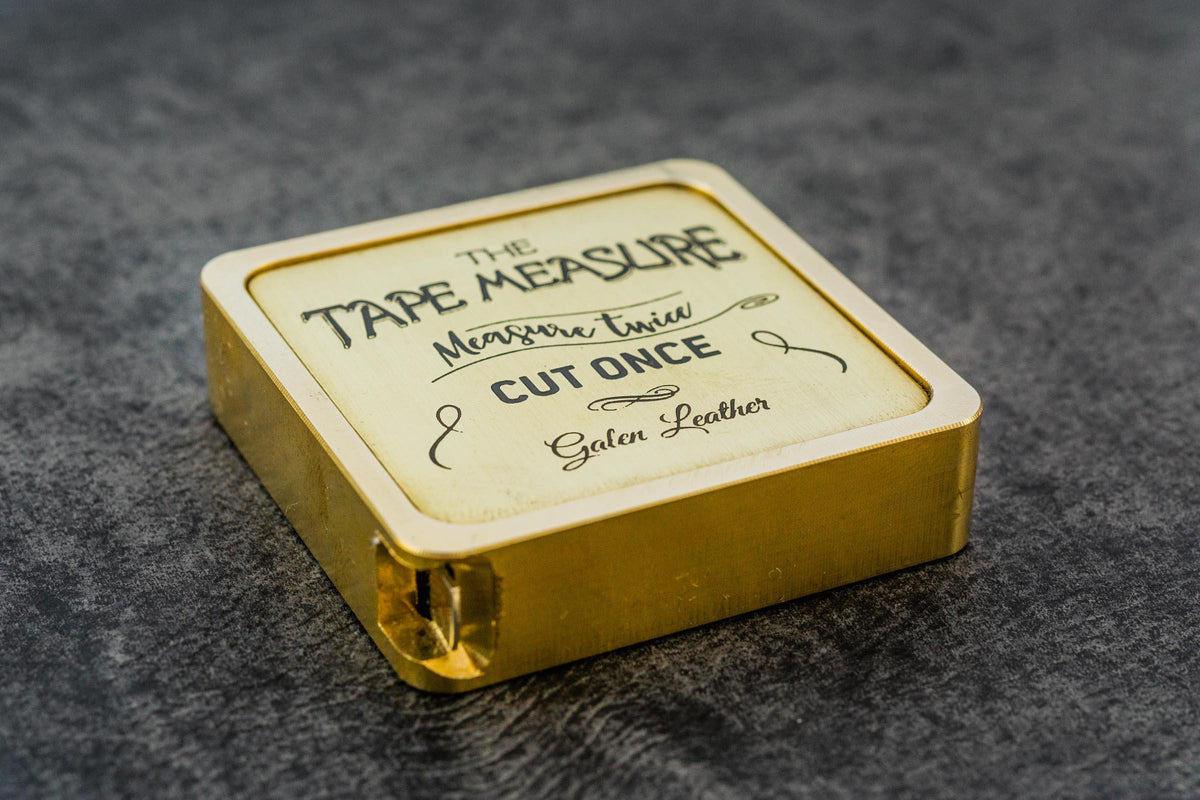 THE
TAPE MEASURE
Measure twice
CUT ONCE
Galen Leather